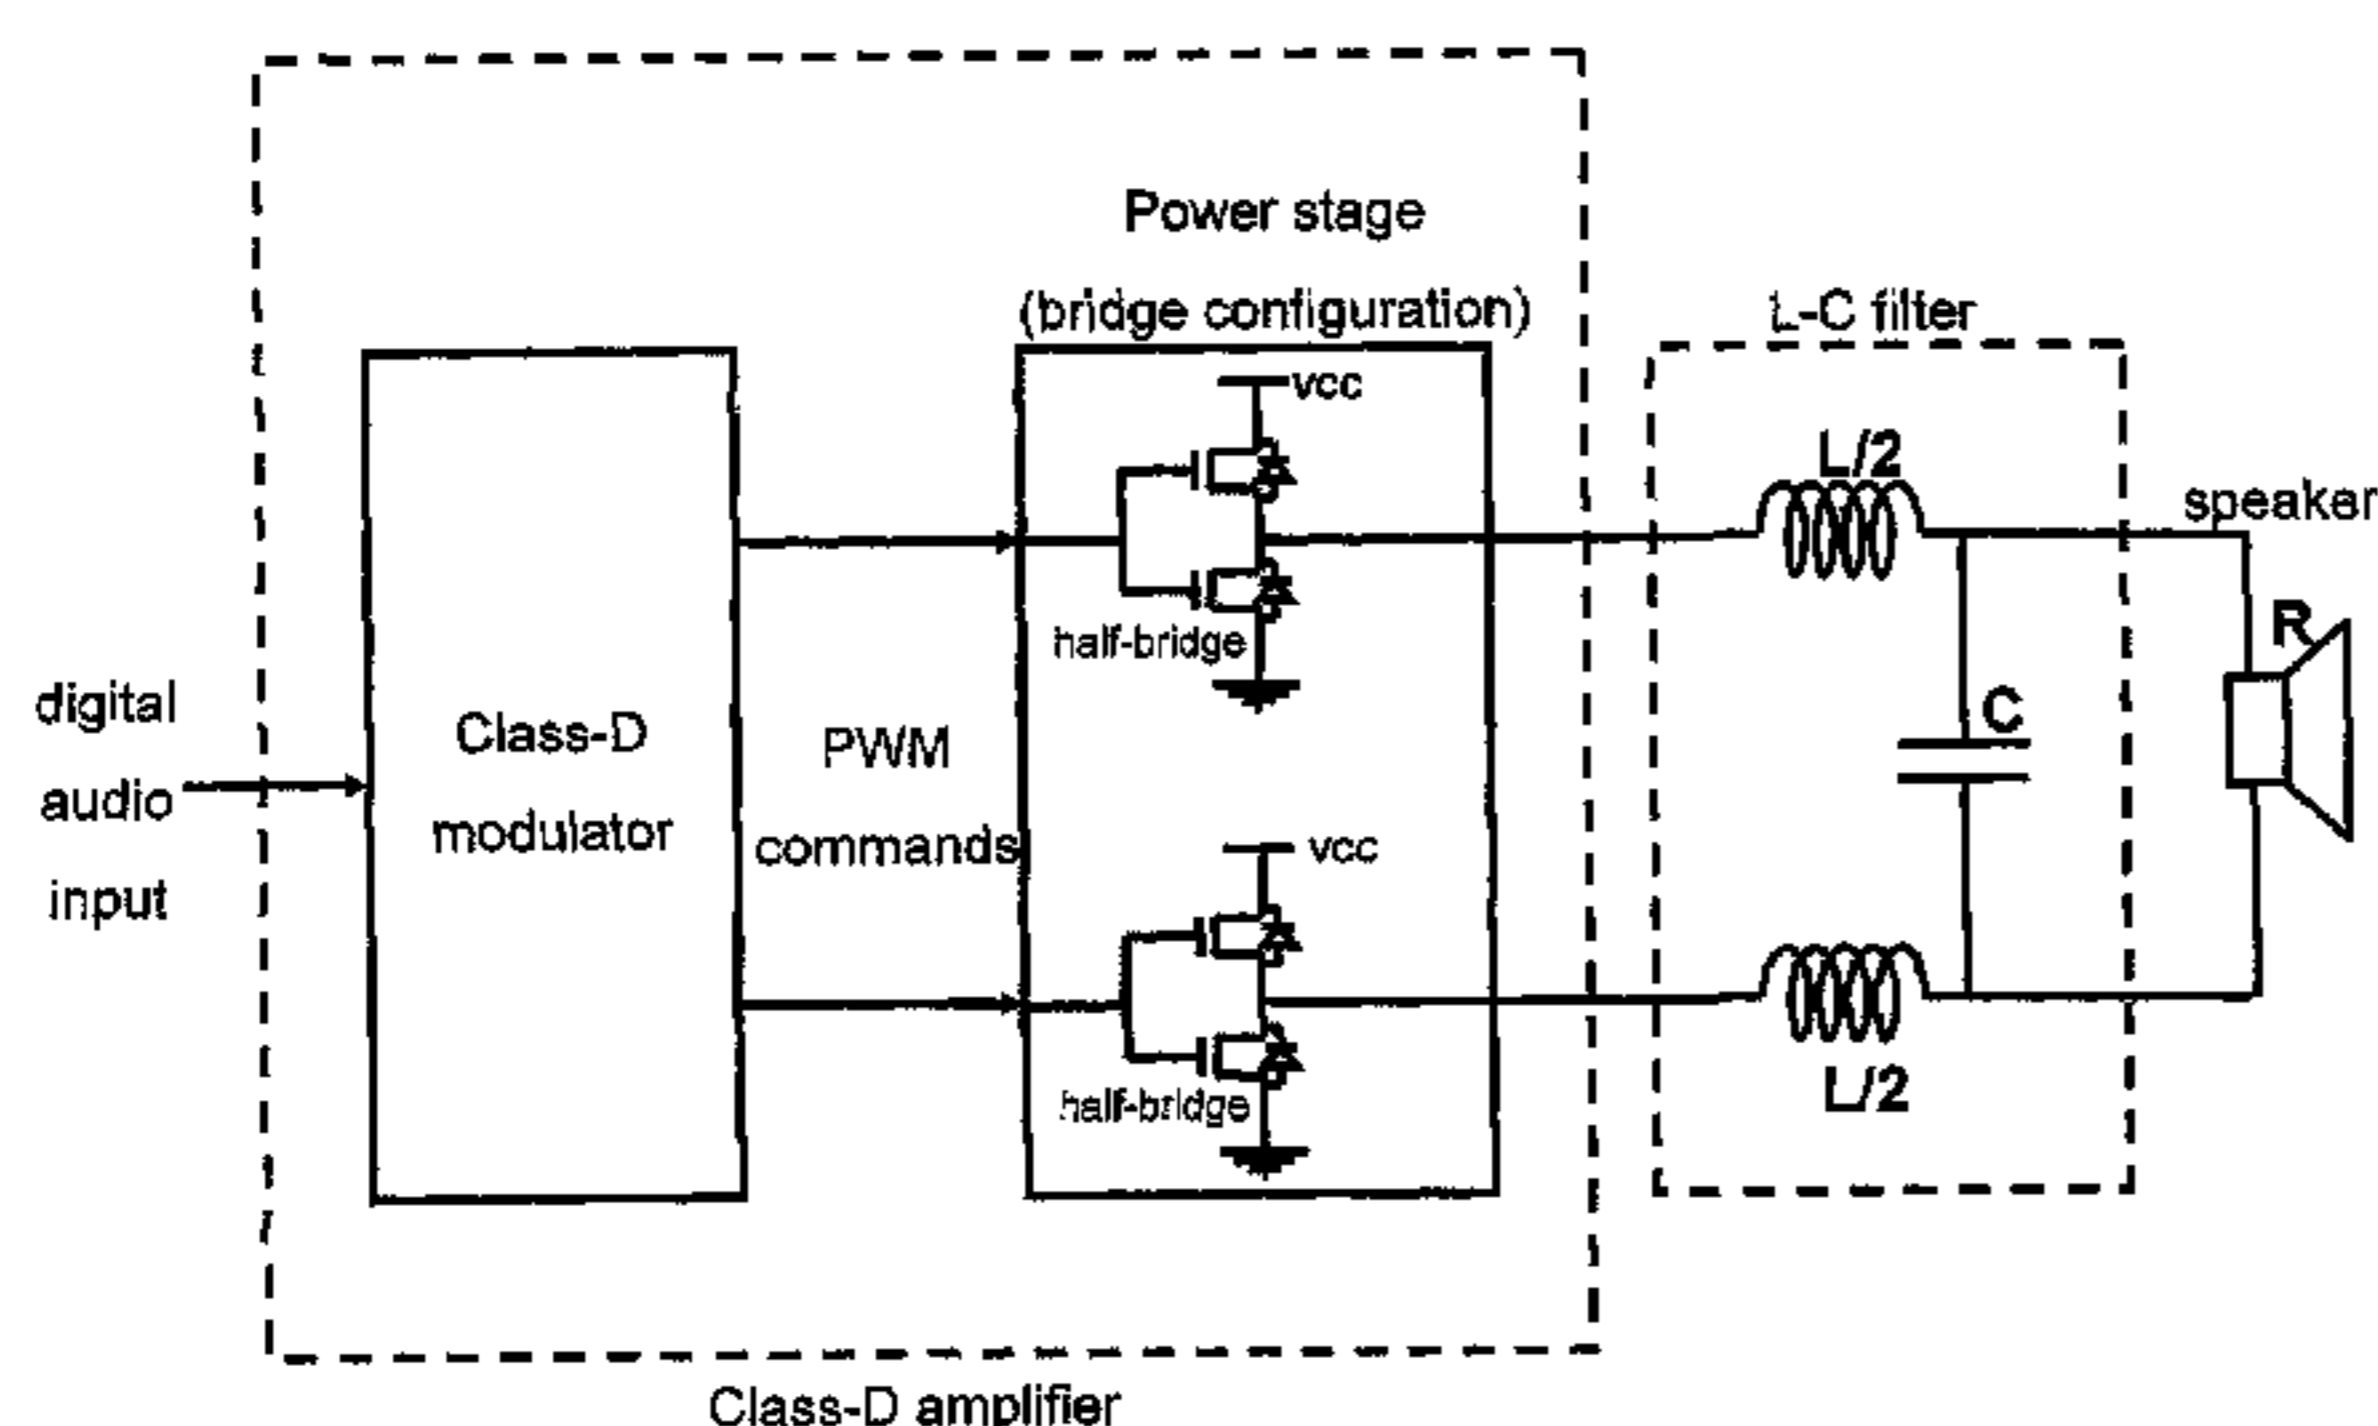 Power stage
(bridge configuration)
L-C filter
vcc
L/2
speaker
R
half-bridge
digital
audio
input
Class-D
modulator
PWM
commands
C
vcc
half-bridge
L/2
Class-D amplifier